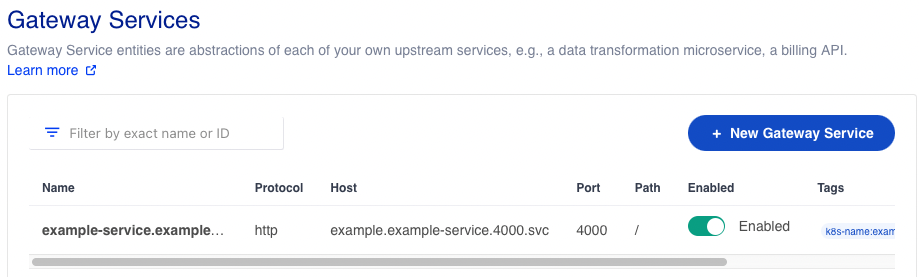 Gateway Services
Gateway Service entities are abstractions of each of your own upstream services, e.g., a data transformation microservice, a billing API.
Learn more
Filter by exact name or ID
+ New Gateway Service
Name Protocol Host Port Path Enabled Tags
example-service.example… http example.example-service.4000.svc 4000 / Enabled k8s-name:exam